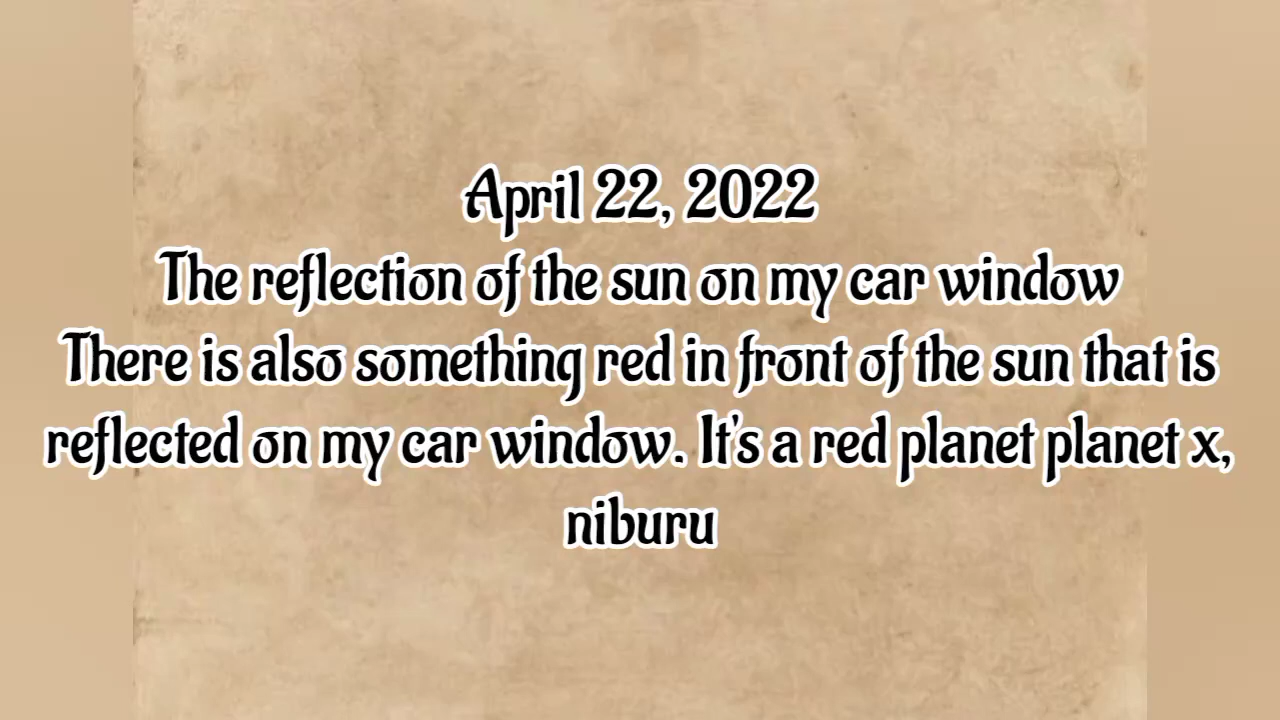 April 22, 2022
The reflection of the sun on my car window
There is also something red in front of the sun that is
reflected on my car window. It's a red planet planet x,
niburu